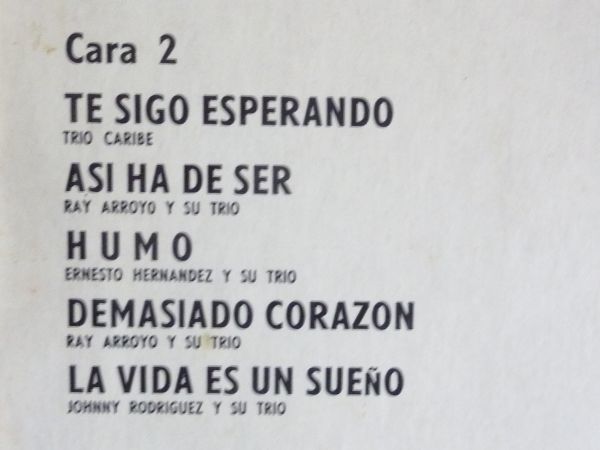 Cara 2
TE SIGO ESPERANDO
TRIO CARIBE
ASI HA DE SER
RAY ARROYO Y SU TRIO
HUMO
ERNESTO HERNANDEZ Y SU TRIO
DEMASIADO CORAZON
RAY ARROYO Y SU TRIO
LA VIDA ES UN SUEÑO
JOHNNY RODRIGUEZ Y SU TRIO